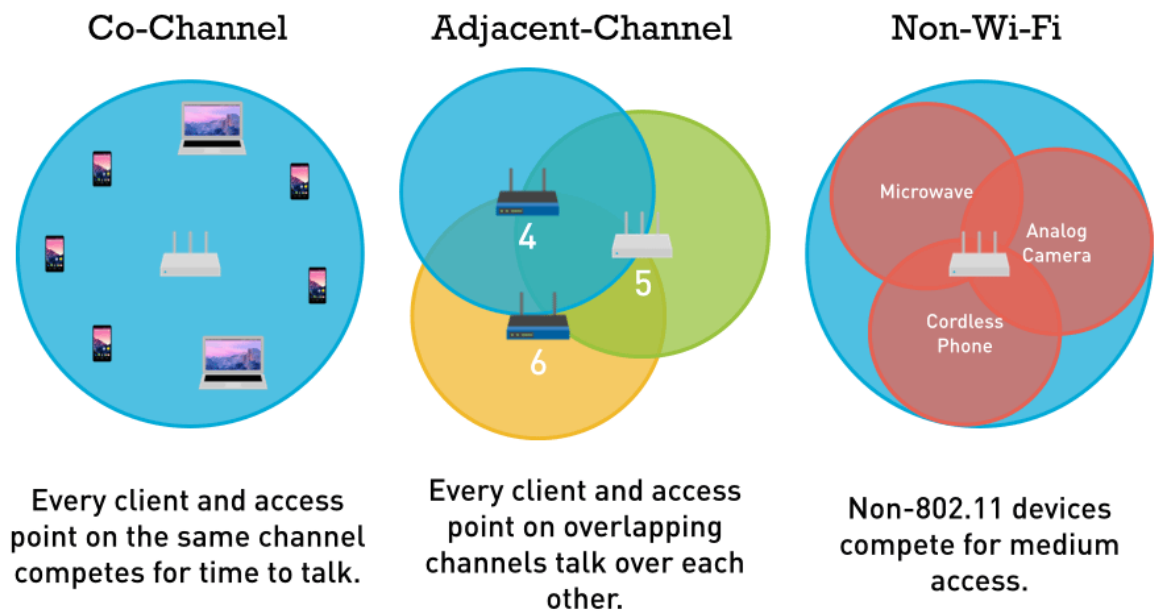 Co-Channel
Every client and access
point on the same channel
competes for time to talk.
Adjacent-Channel
4
5
6
Every client and access
point on overlapping
channels talk over each
other.
Non-Wi-Fi
Microwave
Analog
Camera
Cordless
Phone
Non-802.11 devices
compete for medium
access.